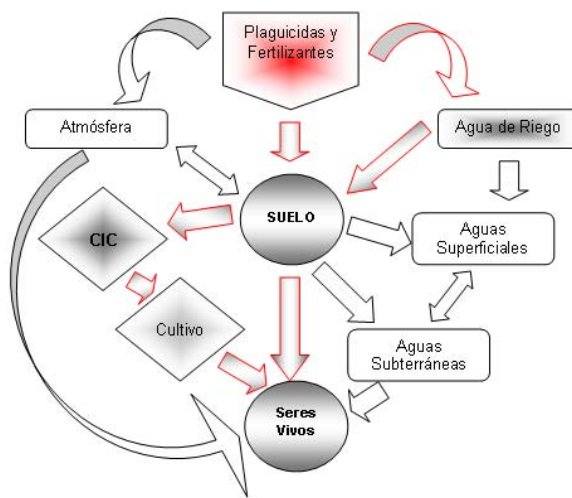 Plaguicidas y
Fertilizantes
Atmósfera
Agua de Riego
SUELO
CIC
Aguas
Superficiales
Cultivo
Aguas
Subterráneas
Seres
Vivos